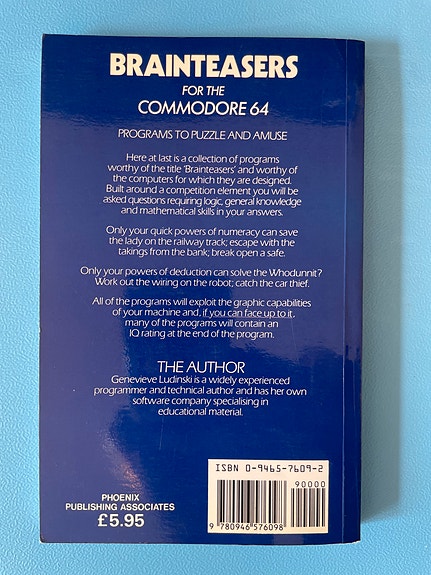 BRAINTEASERS
FOR THE
COMMODORE 64
PROGRAMS TO PUZZLE AND AMUSE
Here at last is a collection of programs
worthy of the title 'Brainteasers' and worthy of
the computers for which they are designed.
Built around a competition element you will be
asked questions requiring logic, general knowledge
and mathematical skills in your answers.
Only your quick powers of numeracy can save
the lady on the railway track; escape with the
takings from the bank; break open a safe.
Only your powers of deduction can solve the Whodunnit?
Work out the wiring on the robot; catch the car thief.
All of the programs will exploit the graphic capabilities
of your machine and, if you can face up to it,
many of the programs will contain an
IQ rating at the end of the program.
THE AUTHOR
Genevieve Ludinski is a widely experienced
programmer and technical author and has her own
software company specialising in
educational material.
ISBN 0-9465-7609-2
90000
9 780946 576098
PHOENIX
PUBLISHING ASSOCIATES
£5.95